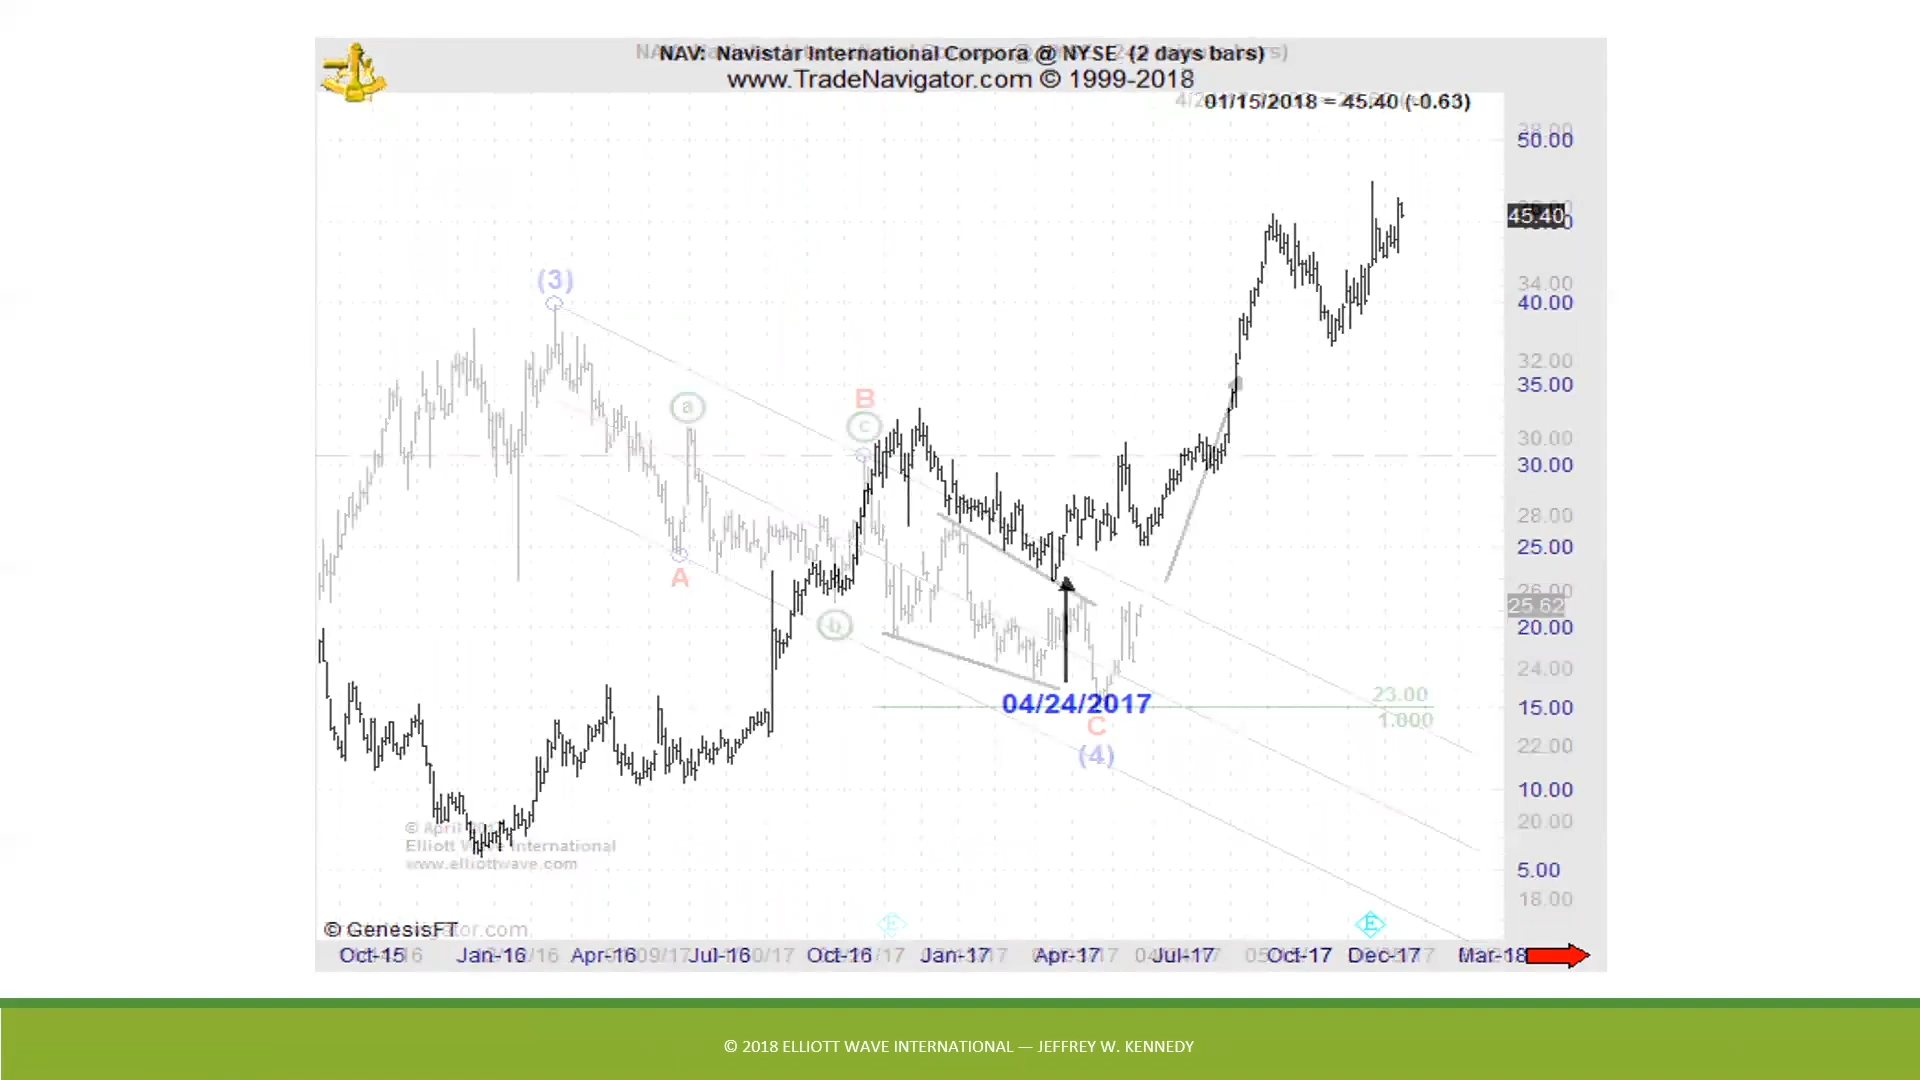 NAV: Navistar International Corpora @ NYSE (2 days bars)
www.TradeNavigator.com © 1999-2018
01/15/2018 = 45.40 (-0.63)
38.00
50.00
45.40
(3)
34.00
40.00
32.00
35.00
a
B
c
30.00
30.00
28.00
25.00
A
26.00
25.62
b
20.00
24.00
23.00
04/24/2017
15.00
1.000
C
22.00
(4)
10.00
20.00
© April
Elliott Wave International
www.elliottwave.com
5.00
18.00
E
E
© GenesisFT
Oct-15 Jan-16 Apr-16 Jul-16 Oct-16 Jan-17 Apr-17 Jul-17 Oct-17 Dec-17 Mar-18
© 2018 ELLIOTT WAVE INTERNATIONAL — JEFFREY W. KENNEDY